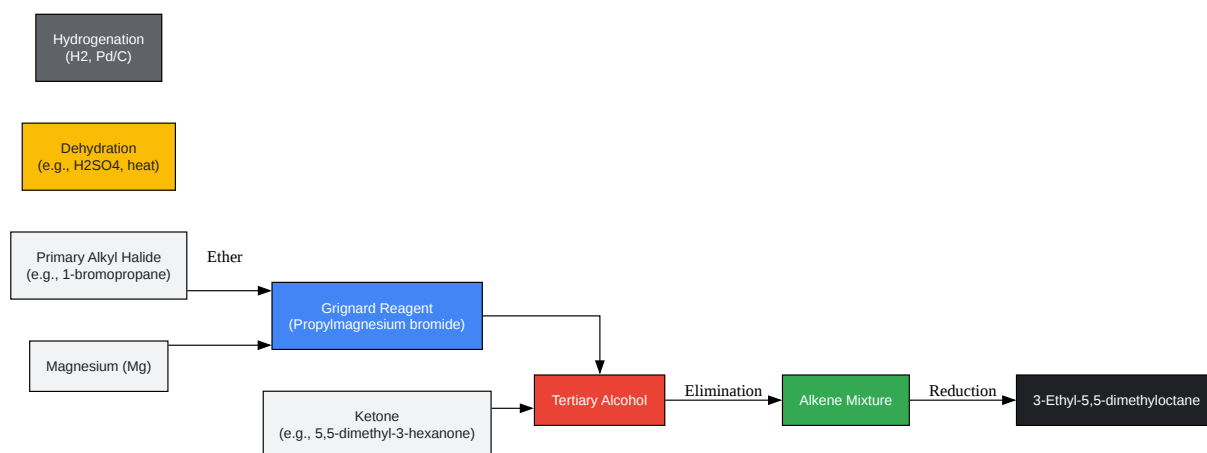 Hydrogenation
(H2, Pd/C)
Dehydration
(e.g., H2SO4, heat)
Primary Alkyl Halide
(e.g., 1-bromopropane)
Ether
Grignard Reagent
(Propylmagnesium bromide)
Magnesium (Mg)
Ketone
(e.g., 5,5-dimethyl-3-hexanone)
Tertiary Alcohol
Elimination
Alkene Mixture
Reduction
3-Ethyl-5,5-dimethyloctane